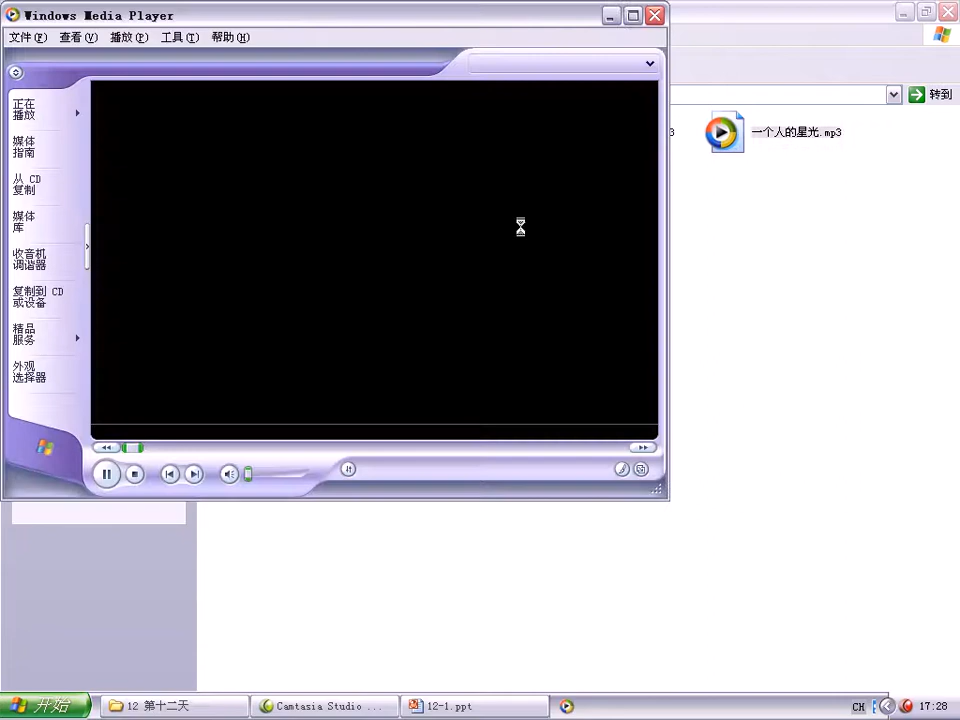 Windows Media Player
文件(F) 查看(V) 播放(P) 工具(T) 帮助(H)
转到
正在
播放
媒体
指南
从 CD
复制
媒体
库
收音机
调谐器
复制到 CD
或设备
精品
服务
外观
选择器
3
一个人的星光.mp3
开始
12 第十二天
Camtasia Studio ...
12-1.ppt
CH
17:28